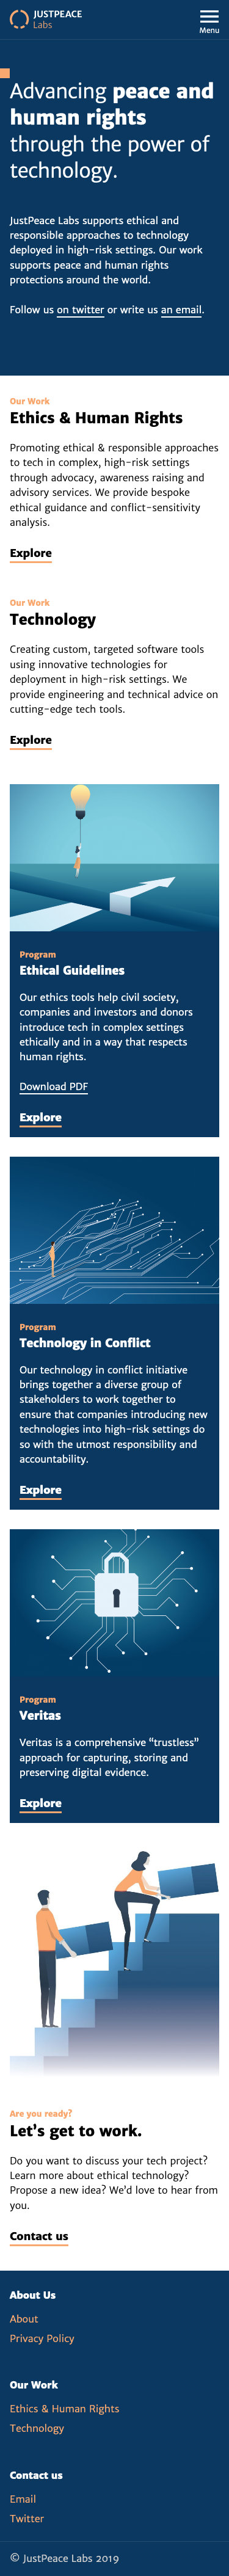 JUSTPEACE
Labs
Menu
Advancing peace and
human rights
through the power of
technology.
JustPeace Labs supports ethical and
responsible approaches to technology
deployed in high-risk settings. Our work
supports peace and human rights
protections around the world.
Follow us on twitter or write us an email.
Our Work
Ethics & Human Rights
Promoting ethical & responsible approaches
to tech in complex, high-risk settings
through advocacy, awareness raising and
advisory services. We provide bespoke
ethical guidance and conflict-sensitivity
analysis.
Explore
Our Work
Technology
Creating custom, targeted software tools
using innovative technologies for
deployment in high-risk settings. We
provide engineering and technical advice on
cutting-edge tech tools.
Explore
Program
Ethical Guidelines
Our ethics tools help civil society,
companies and investors and donors
introduce tech in complex settings
ethically and in a way that respects
human rights.
Download PDF
Explore
Program
Technology in Conflict
Our technology in conflict initiative
brings together a diverse group of
stakeholders to work together to
ensure that companies introducing new
technologies into high-risk settings do
so with the utmost responsibility and
accountability.
Explore
Program
Veritas
Veritas is a comprehensive “trustless”
approach for capturing, storing and
preserving digital evidence.
Explore
Are you ready?
Let’s get to work.
Do you want to discuss your tech project?
Learn more about ethical technology?
Propose a new idea? We’d love to hear from
you.
Contact us
About Us
About
Privacy Policy
Our Work
Ethics & Human Rights
Technology
Contact us
Email
Twitter
© JustPeace Labs 2019